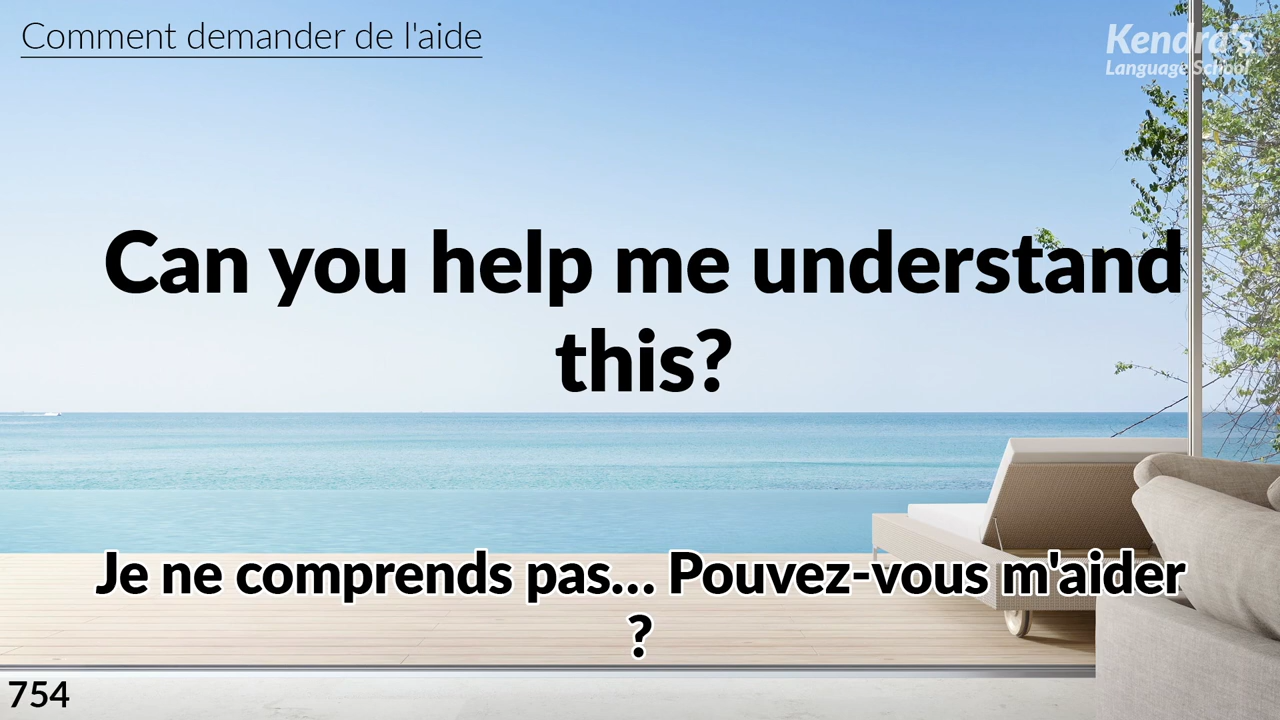 Comment demander de l'aide
Kendra's
Language School
Can you help me understand
this?
Je ne comprends pas... Pouvez-vous m'aider
?
754